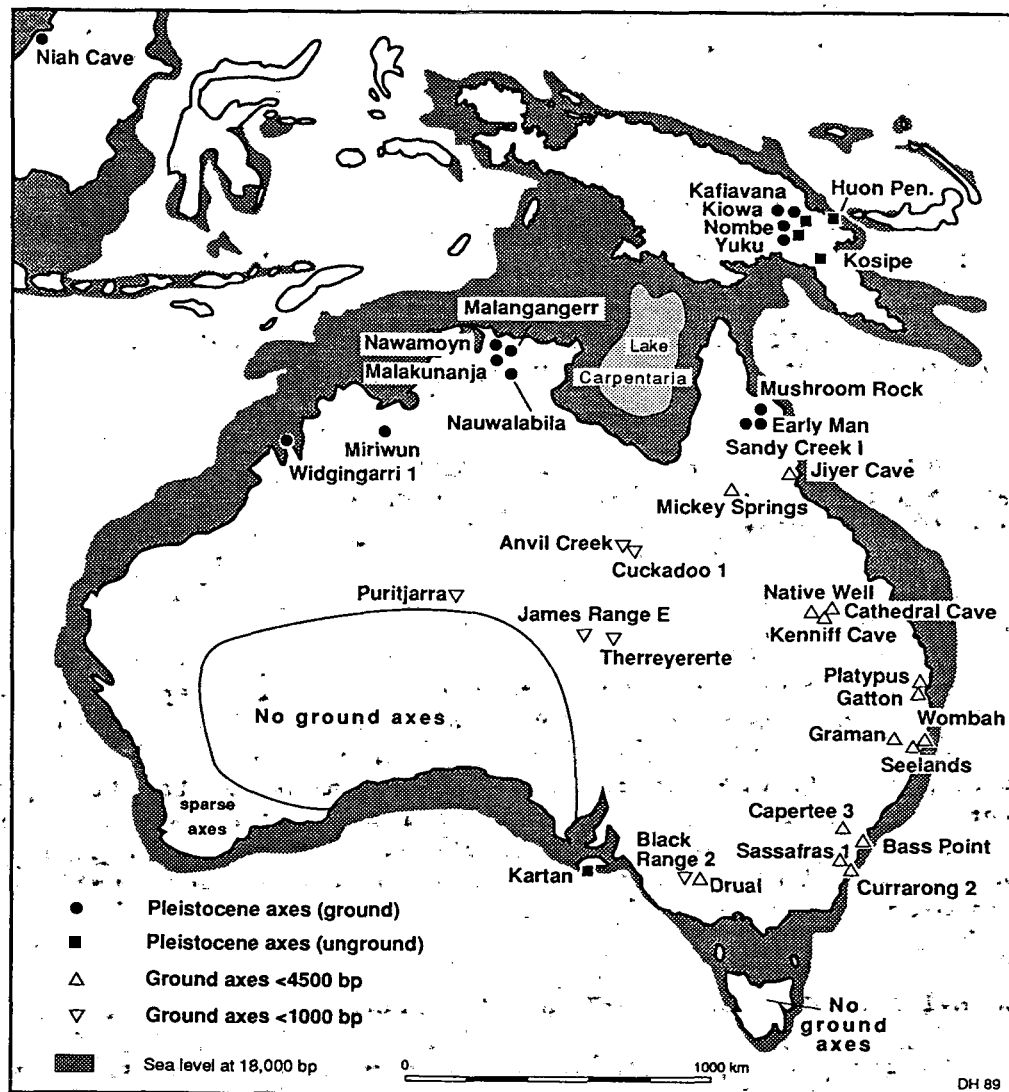 Niah Cave
Kafiavana
Huon Pen.
Kiowa
Nombe
Yuku
Kosipe
Malangangerr
Nawamoyn
Malakunanja
Lake
Carpentaria
Nauwalabila
Miriwun
Widgingarri 1
Mushroom Rock
Early Man
Sandy Creek I
Jiyer Cave
Mickey Springs
Anvil Creek
Cuckadoo 1
Puritjarra
James Range E
Therreyererte
Native Well
Cathedral Cave
Kenniff Cave
Platypus
Gatton
Wombah
Graman
Seelands
No ground axes
sparse
axes
Capertee 3
Bass Point
Sassafras 1
Currarong 2
Black
Range 2
Drual
Kartan
No
ground
axes
Pleistocene axes (ground)
Pleistocene axes (unground)
Ground axes <4500 bp
Ground axes <1000 bp
Sea level at 18,000 bp
0 1000 km
DH 89